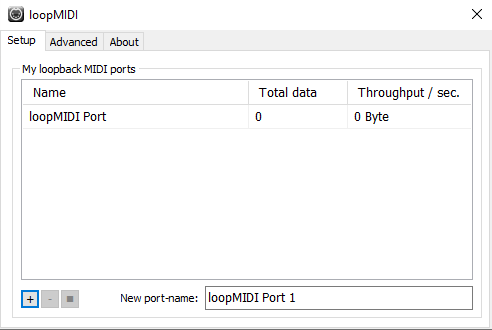 loopMIDI
Setup Advanced About
My loopback MIDI ports
Name Total data Throughput / sec.
loopMIDI Port 0 0 Byte
+ - New port-name: loopMIDI Port 1